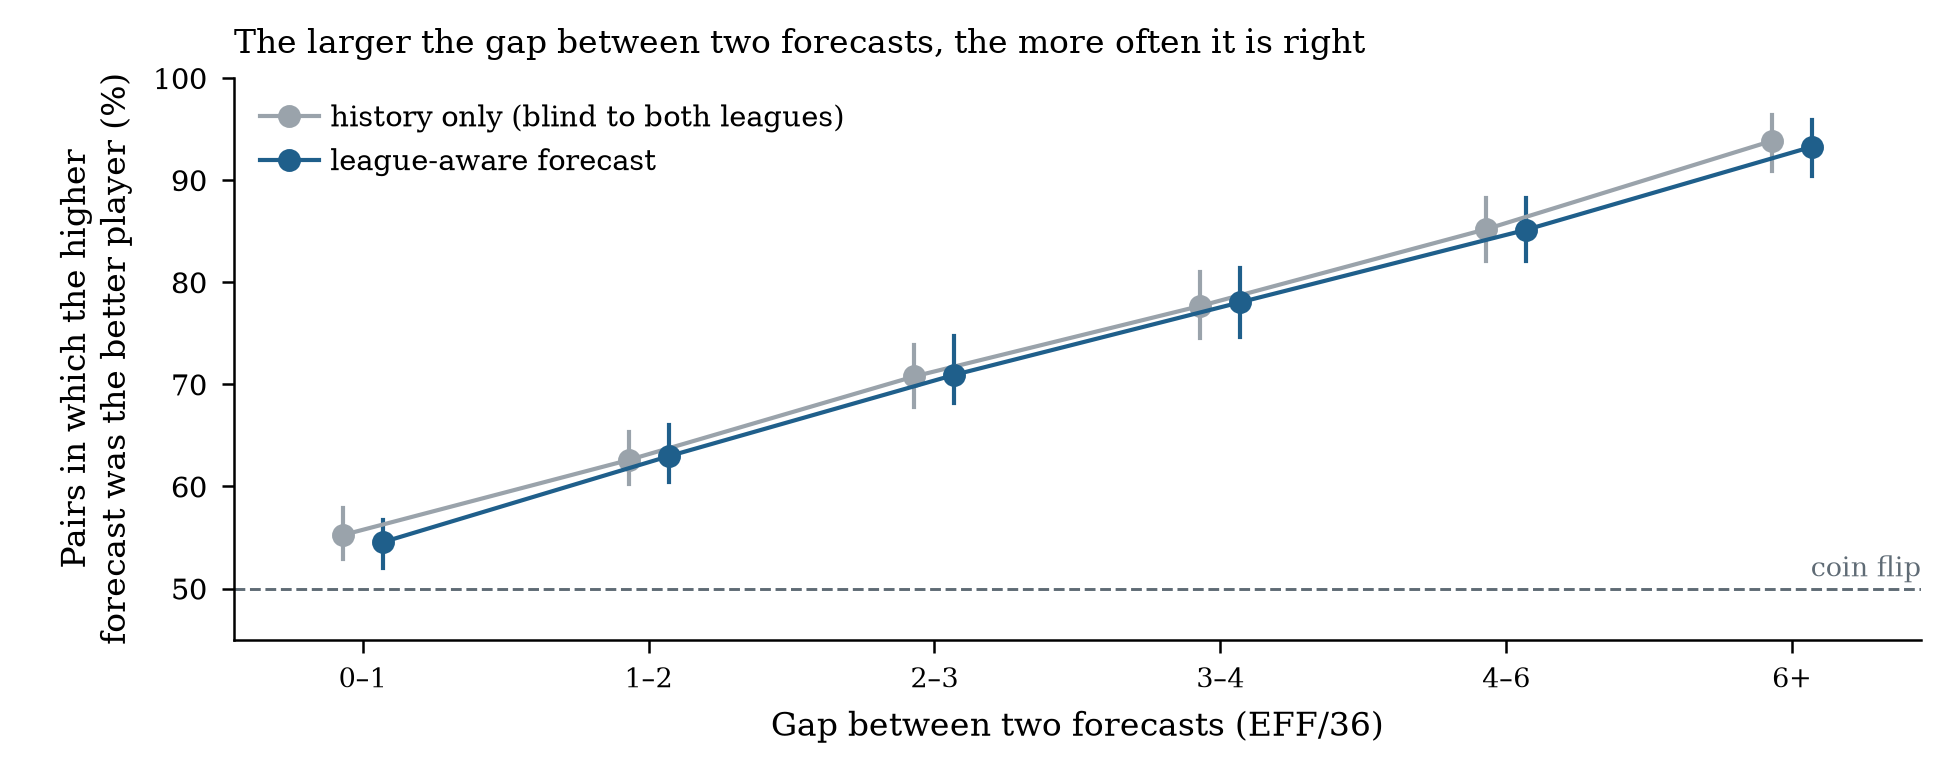 The larger the gap between two forecasts, the more often it is right
Pairs in which the higher
forecast was the better player (%)
100
90
80
70
60
50
history only (blind to both leagues)
league-aware forecast
coin flip
0–1
1–2
2–3
3–4
4–6
6+
Gap between two forecasts (EFF/36)